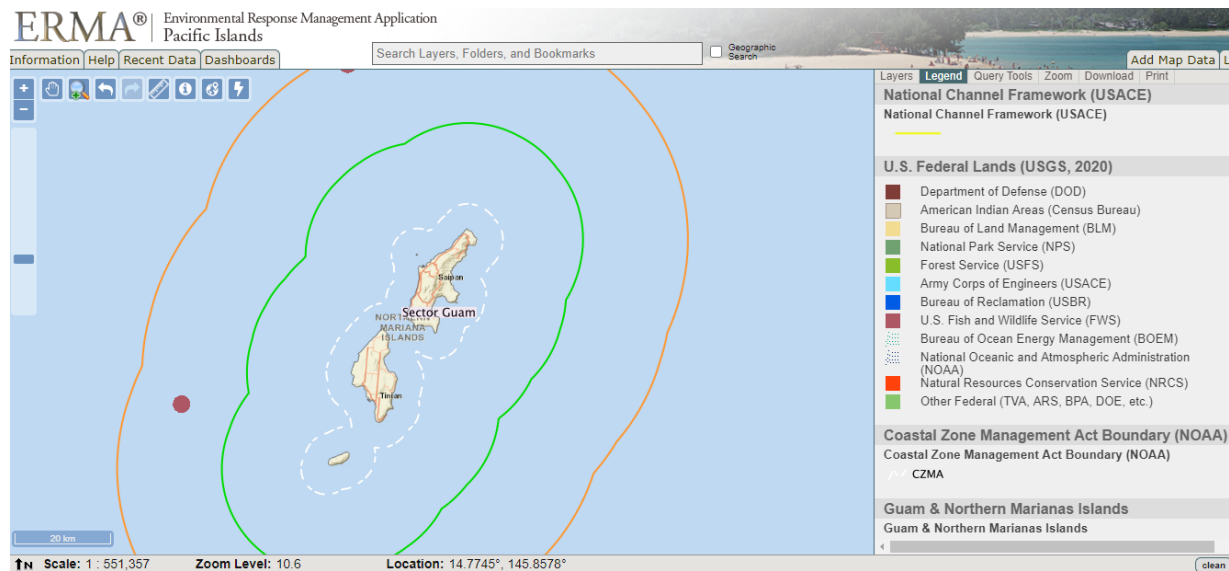 ERMA® Environmental Response Management Application
Pacific Islands
Search Layers, Folders, and Bookmarks
Geographic
Search
Information Help Recent Data Dashboards
Add Map Data L
+
-
Layers Legend Query Tools Zoom Download Print
National Channel Framework (USACE)
National Channel Framework (USACE)
U.S. Federal Lands (USGS, 2020)
Department of Defense (DOD)
American Indian Areas (Census Bureau)
Bureau of Land Management (BLM)
National Park Service (NPS)
Forest Service (USFS)
Army Corps of Engineers (USACE)
Bureau of Reclamation (USBR)
U.S. Fish and Wildlife Service (FWS)
Bureau of Ocean Energy Management (BOEM)
National Oceanic and Atmospheric Administration
(NOAA)
Natural Resources Conservation Service (NRCS)
Other Federal (TVA, ARS, BPA, DOE, etc.)
Coastal Zone Management Act Boundary (NOAA)
Coastal Zone Management Act Boundary (NOAA)
CZMA
Guam & Northern Marianas Islands
Guam & Northern Marianas Islands
Saipan
Sector Guam
NORTHERN
MARIANA
ISLANDS
Tinian
20 km
N Scale: 1 : 551,357 Zoom Level: 10.6 Location: 14.7745°, 145.8578°
clean